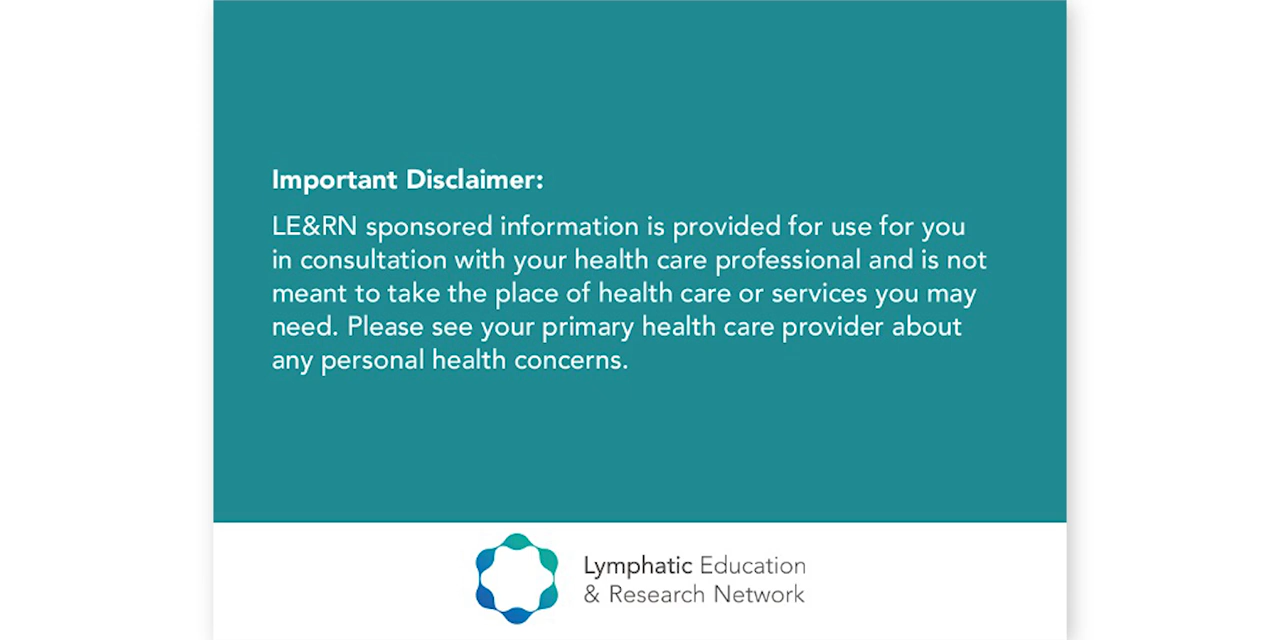 Important Disclaimer:
LE&RN sponsored information is provided for use for you
in consultation with your health care professional and is not
meant to take the place of health care or services you may
need. Please see your primary health care provider about
any personal health concerns.
Lymphatic Education
& Research Network